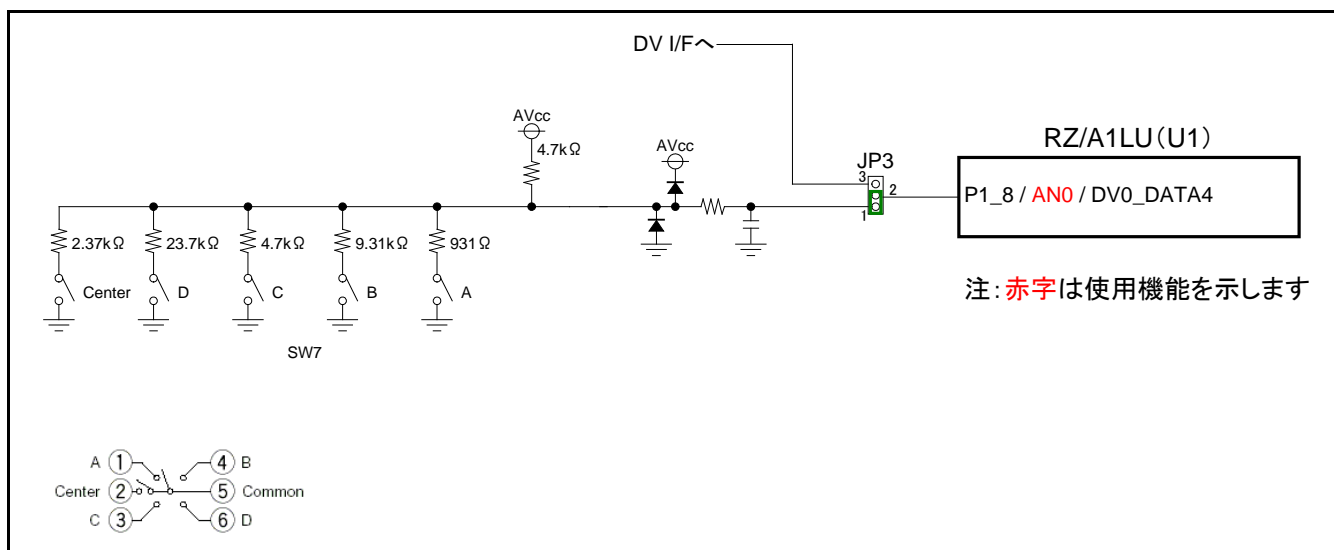 DV I/Fへ
AVcc
4.7kΩ
AVcc
RZ/A1LU(U1)
JP3
3
2
1
P1_8 / AN0 / DV0_DATA4
2.37kΩ
23.7kΩ
4.7kΩ
9.31kΩ
931Ω
Center
D
C
B
A
注:赤字は使用機能を示します
SW7
A 1 4 B
Center 2 5 Common
C 3 6 D